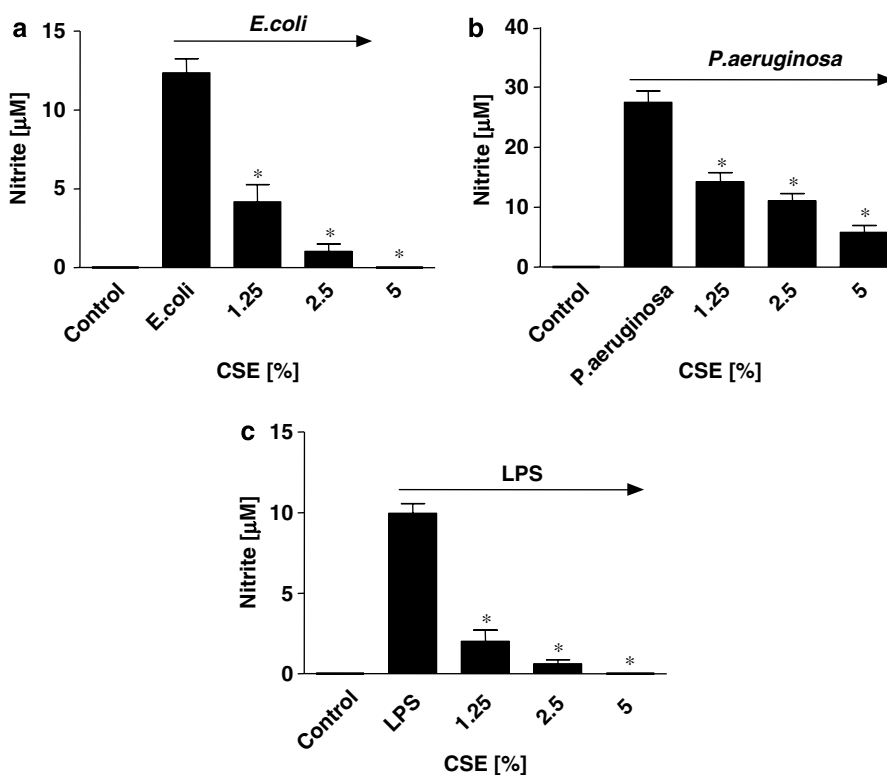 a
E.coli
Nitrite [µM]
15
10
5
0
*
*
*
Control
E.coli
1.25
2.5
5
CSE [%]
b
P.aeruginosa
Nitrite [µM]
40
30
20
10
0
*
*
*
Control
P.aeruginosa
1.25
2.5
5
CSE [%]
c
LPS
Nitrite [µM]
15
10
5
0
*
*
*
Control
LPS
1.25
2.5
5
CSE [%]